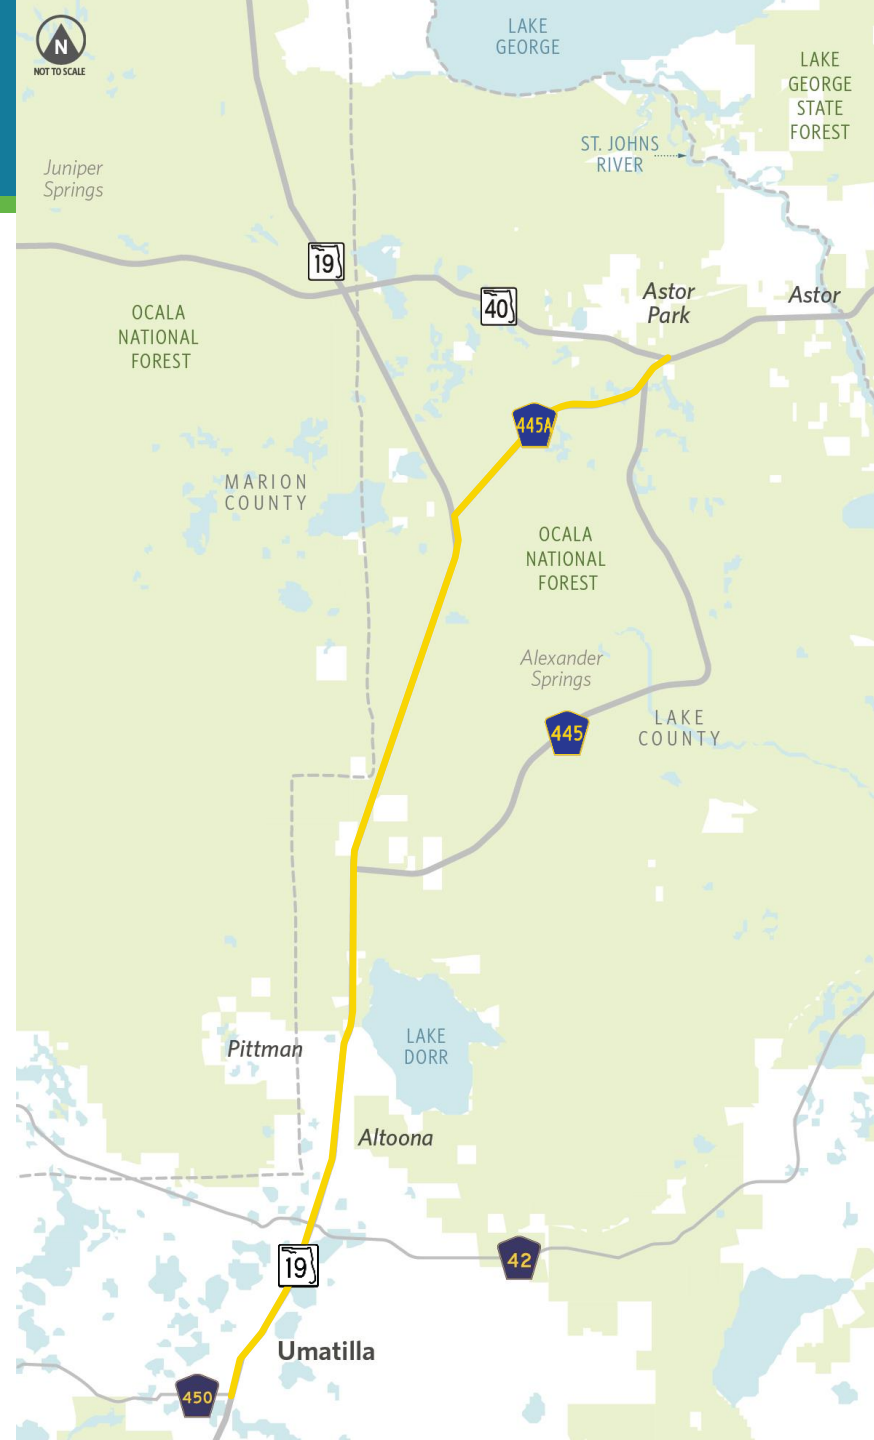 N
NOT TO SCALE
LAKE
GEORGE
LAKE
GEORGE
STATE
FOREST
ST. JOHNS
RIVER
Juniper
Springs
19
40
Astor
Park
Astor
OCALA
NATIONAL
FOREST
445A
MARION
COUNTY
OCALA
NATIONAL
FOREST
Alexander
Springs
445
LAKE
COUNTY
Pittman
LAKE
DORR
Altoona
19
42
Umatilla
450